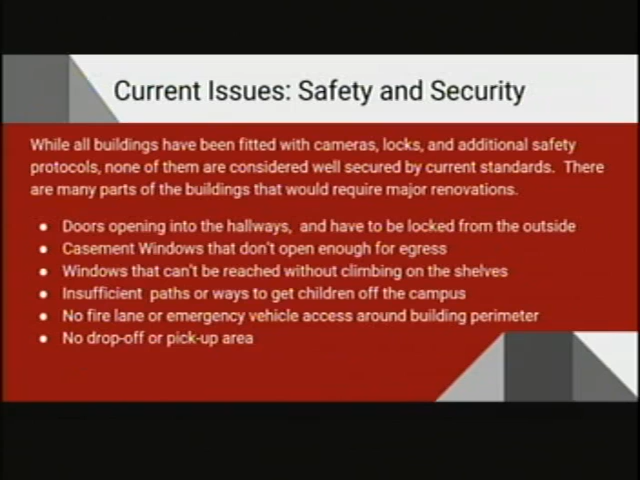 Current Issues: Safety and Security
While all buildings have been fitted with cameras, locks, and additional safety
protocols, none of them are considered well secured by current standards.  There
are many parts of the buildings that would require major renovations.
● Doors opening into the hallways,  and have to be locked from the outside
● Casement Windows that don't open enough for egress
● Windows that can't be reached without climbing on the shelves
● Insufficient  paths or ways to get children off the campus
● No fire lane or emergency vehicle access around building perimeter
● No drop-off or pick-up area